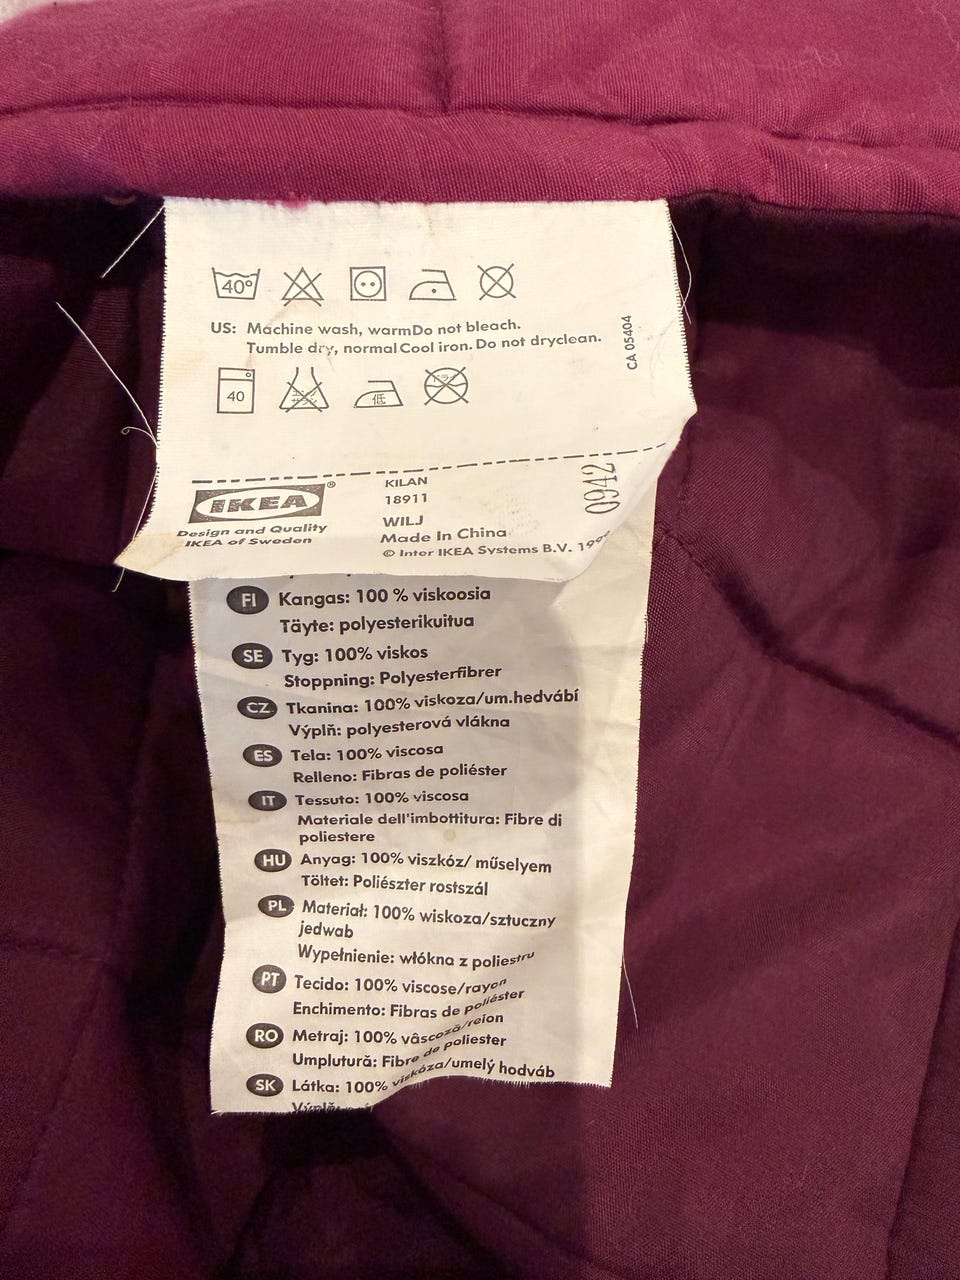 40°
US: Machine wash, warmDo not bleach.
Tumble dry, normal Cool iron. Do not dryclean.
CA 05404
40
低
IKEA®
Design and Quality
IKEA of Sweden
KILAN
18911
WILJ
Made In China
© Inter IKEA Systems B.V.
0942
FI Kangas: 100 % viskoosia
Täyte: polyesterikuitua
SE Tyg: 100% viskos
Stoppning: Polyesterfibrer
CZ Tkanina: 100% viskoza/um.hedvábí
Výplň: polyesterová vlákna
ES Tela: 100% viscosa
Relleno: Fibras de poliéster
IT Tessuto: 100% viscosa
Materiale dell'imbottitura: Fibre di
poliestere
HU Anyag: 100% viszkóz/ műselyem
Töltet: Poliészter rostszál
PL Materiał: 100% wiskoza/sztuczny
jedwab
Wypełnienie: włókna z poliestru
PT Tecido: 100% viscose/rayon
Enchimento: Fibras de poliéster
RO Metraj: 100% vâscoză/reion
Umplutură: Fibre de poliester
SK Látka: 100% viskóza/umelý hodváb